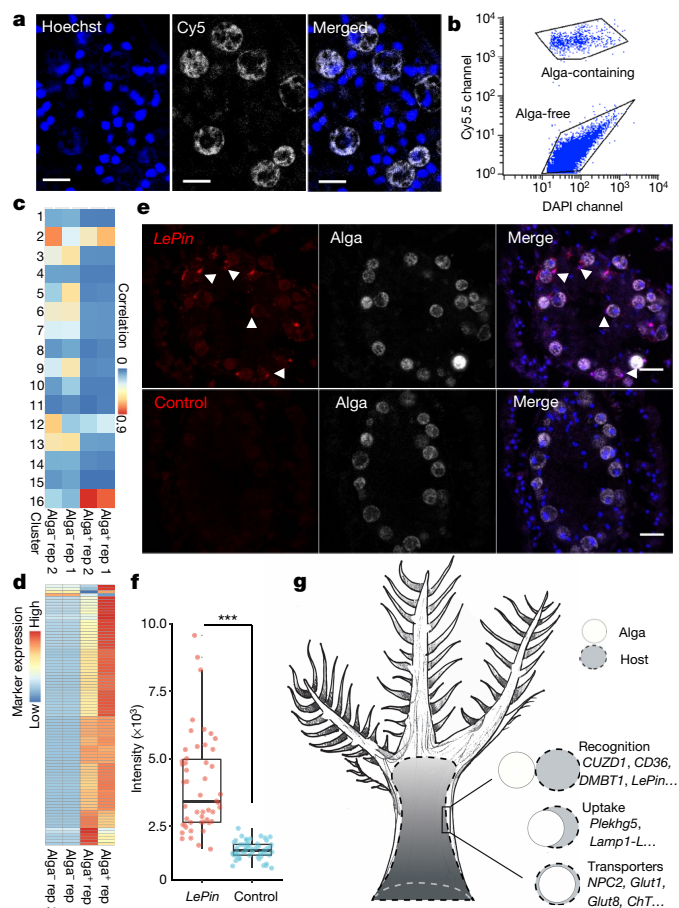 a
Hoechst
Cy5
Merged
b
Cy5.5 channel
10⁴
10³
10²
10¹
10⁰
Alga-containing
Alga-free
10¹
10²
10³
10⁴
DAPI channel
c
1
2
3
4
5
6
7
8
9
10
11
12
13
14
15
16
Cluster
Alga⁻ rep 2
Alga⁻ rep 1
Alga⁺ rep 2
Alga⁺ rep 1
Correlation
0
0.9
d
Marker expression
High
Low
Alga⁻ rep 2
Alga⁻ rep
Alga⁺ rep
Alga⁺ rep
e
LePin
Alga
Merge
Control
Alga
Merge
f
Intensity (×10³)
10.0
7.5
5.0
2.5
0
***
LePin
Control
g
Alga
Host
Recognition
CUZD1, CD36,
DMBT1, LePin...
Uptake
Plekhg5,
Lamp1-L...
Transporters
NPC2, Glut1,
Glut8, ChT...